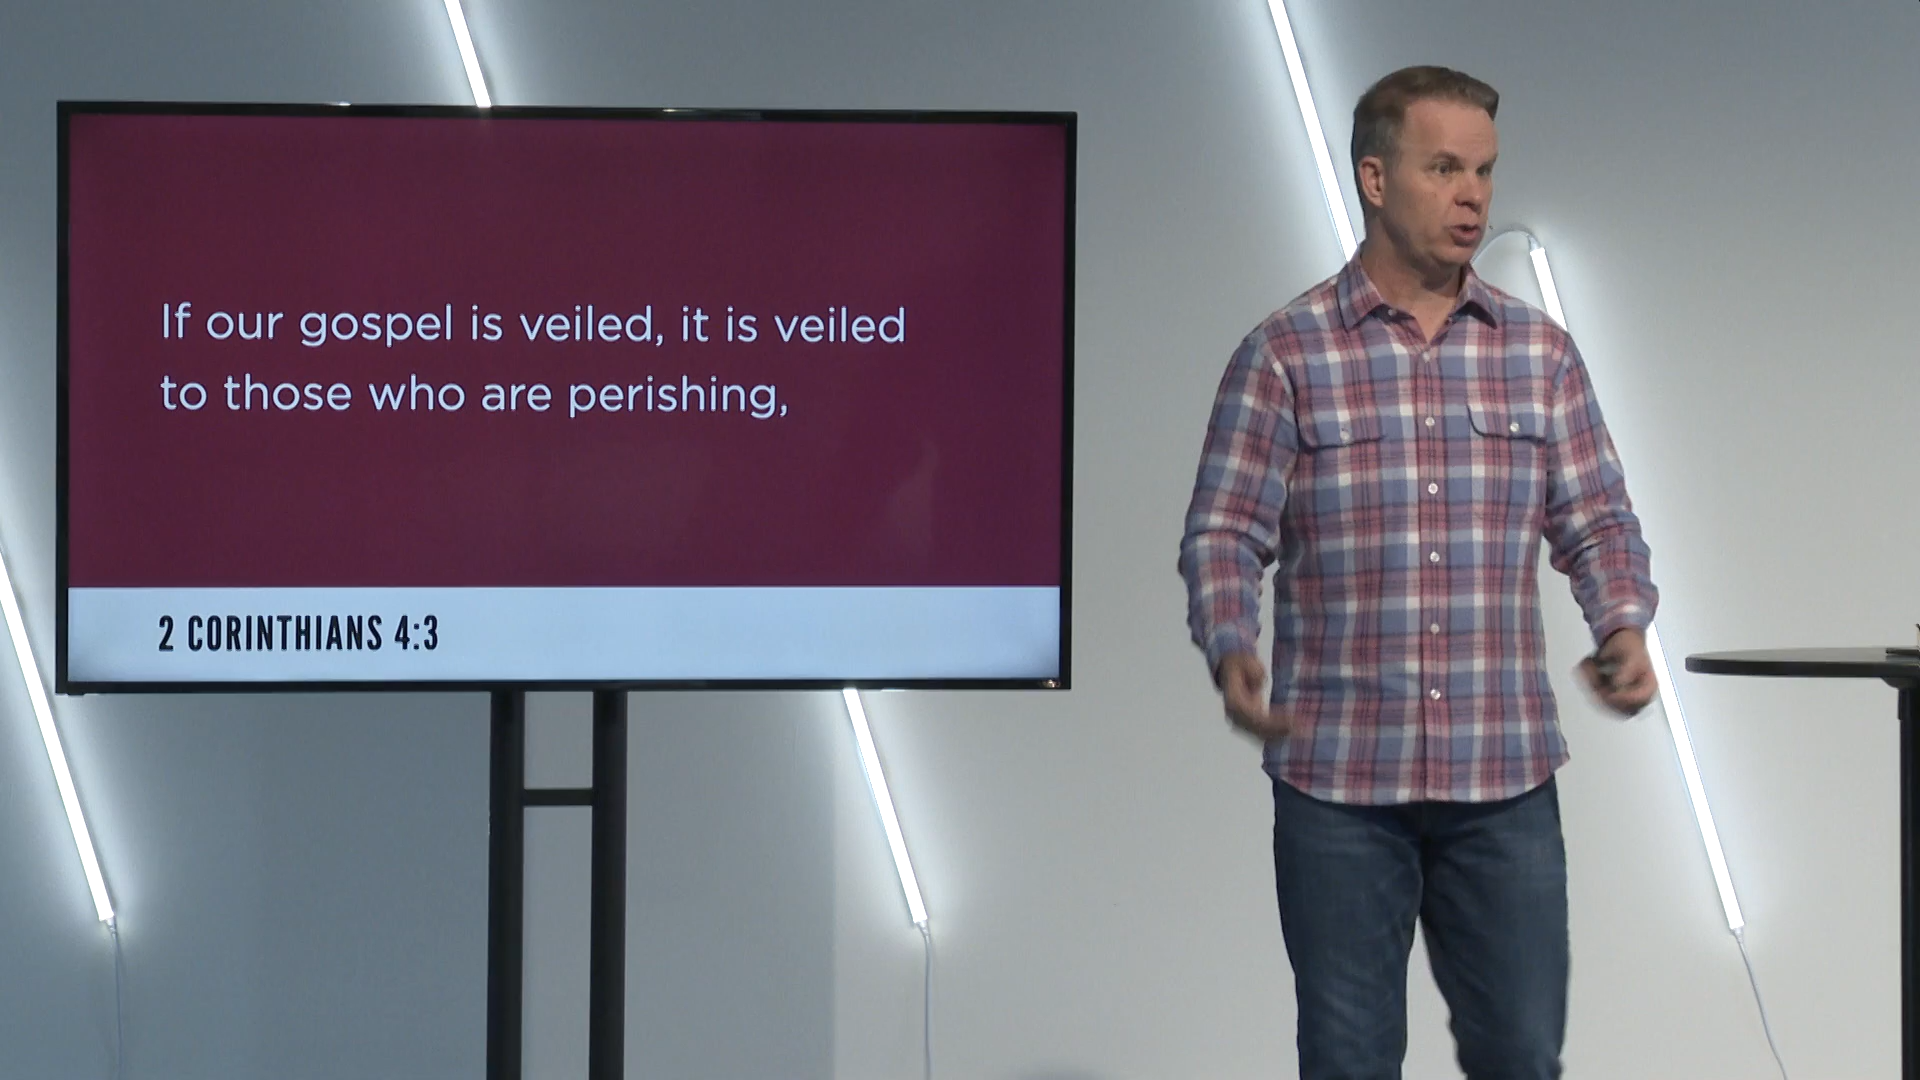 If our gospel is veiled, it is veiled
to those who are perishing,
2 CORINTHIANS 4:3